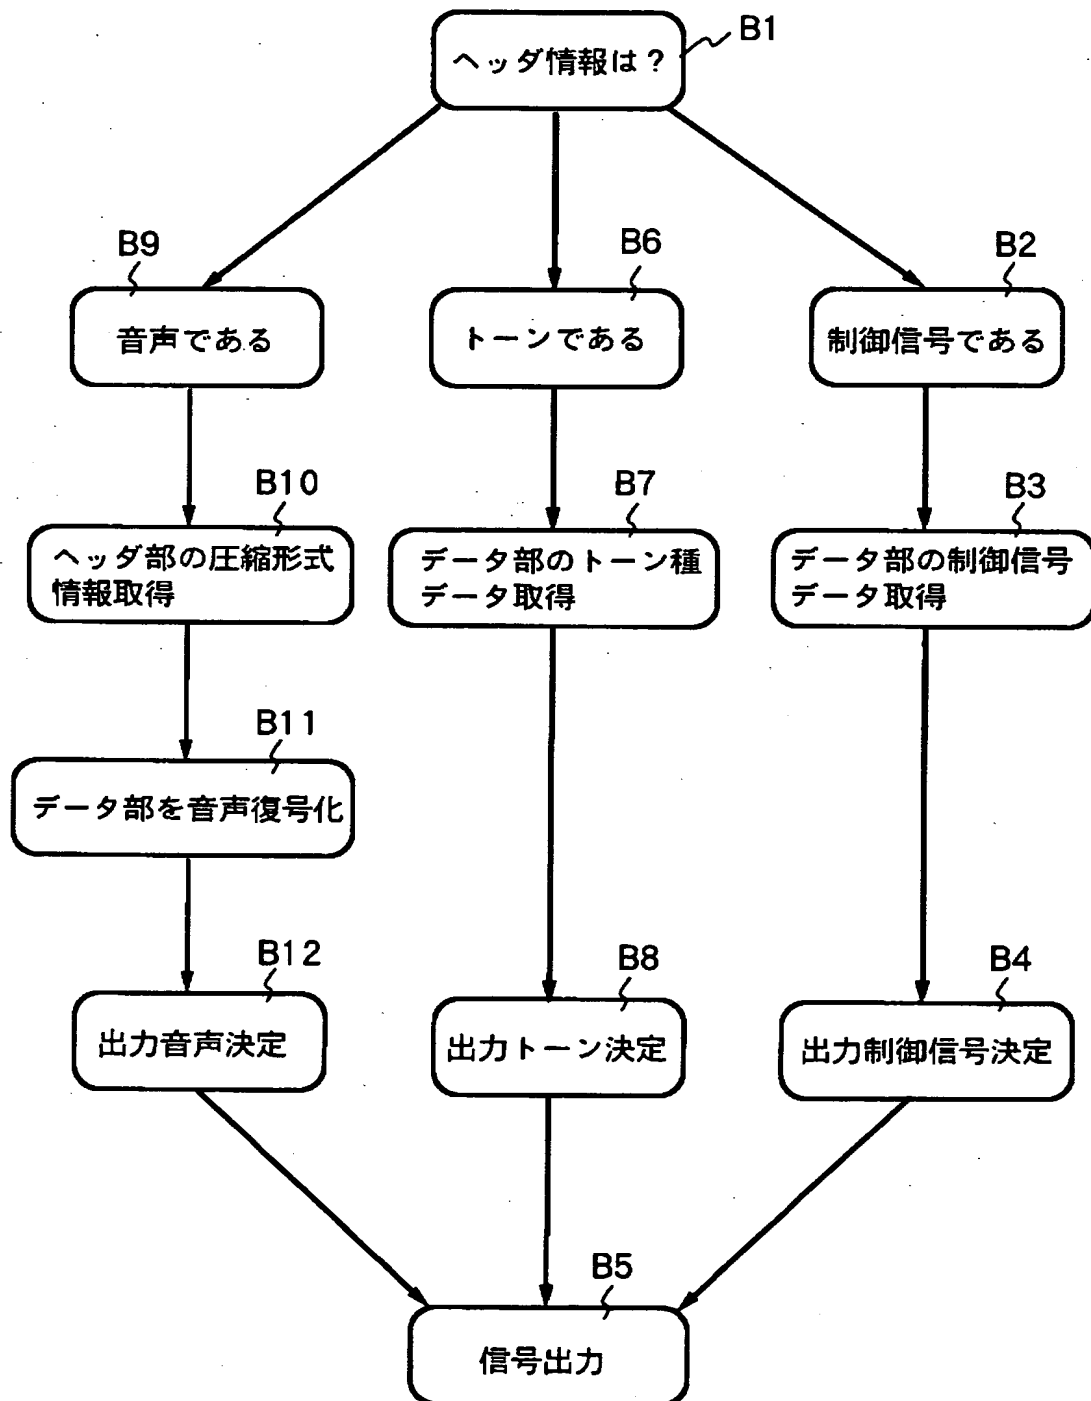 B1
ヘッダ情報は？
B9
音声である
B6
トーンである
B2
制御信号である
B10
ヘッダ部の圧縮形式
情報取得
B7
データ部のトーン種
データ取得
B3
データ部の制御信号
データ取得
B11
データ部を音声復号化
B12
出力音声決定
B8
出力トーン決定
B4
出力制御信号決定
B5
信号出力